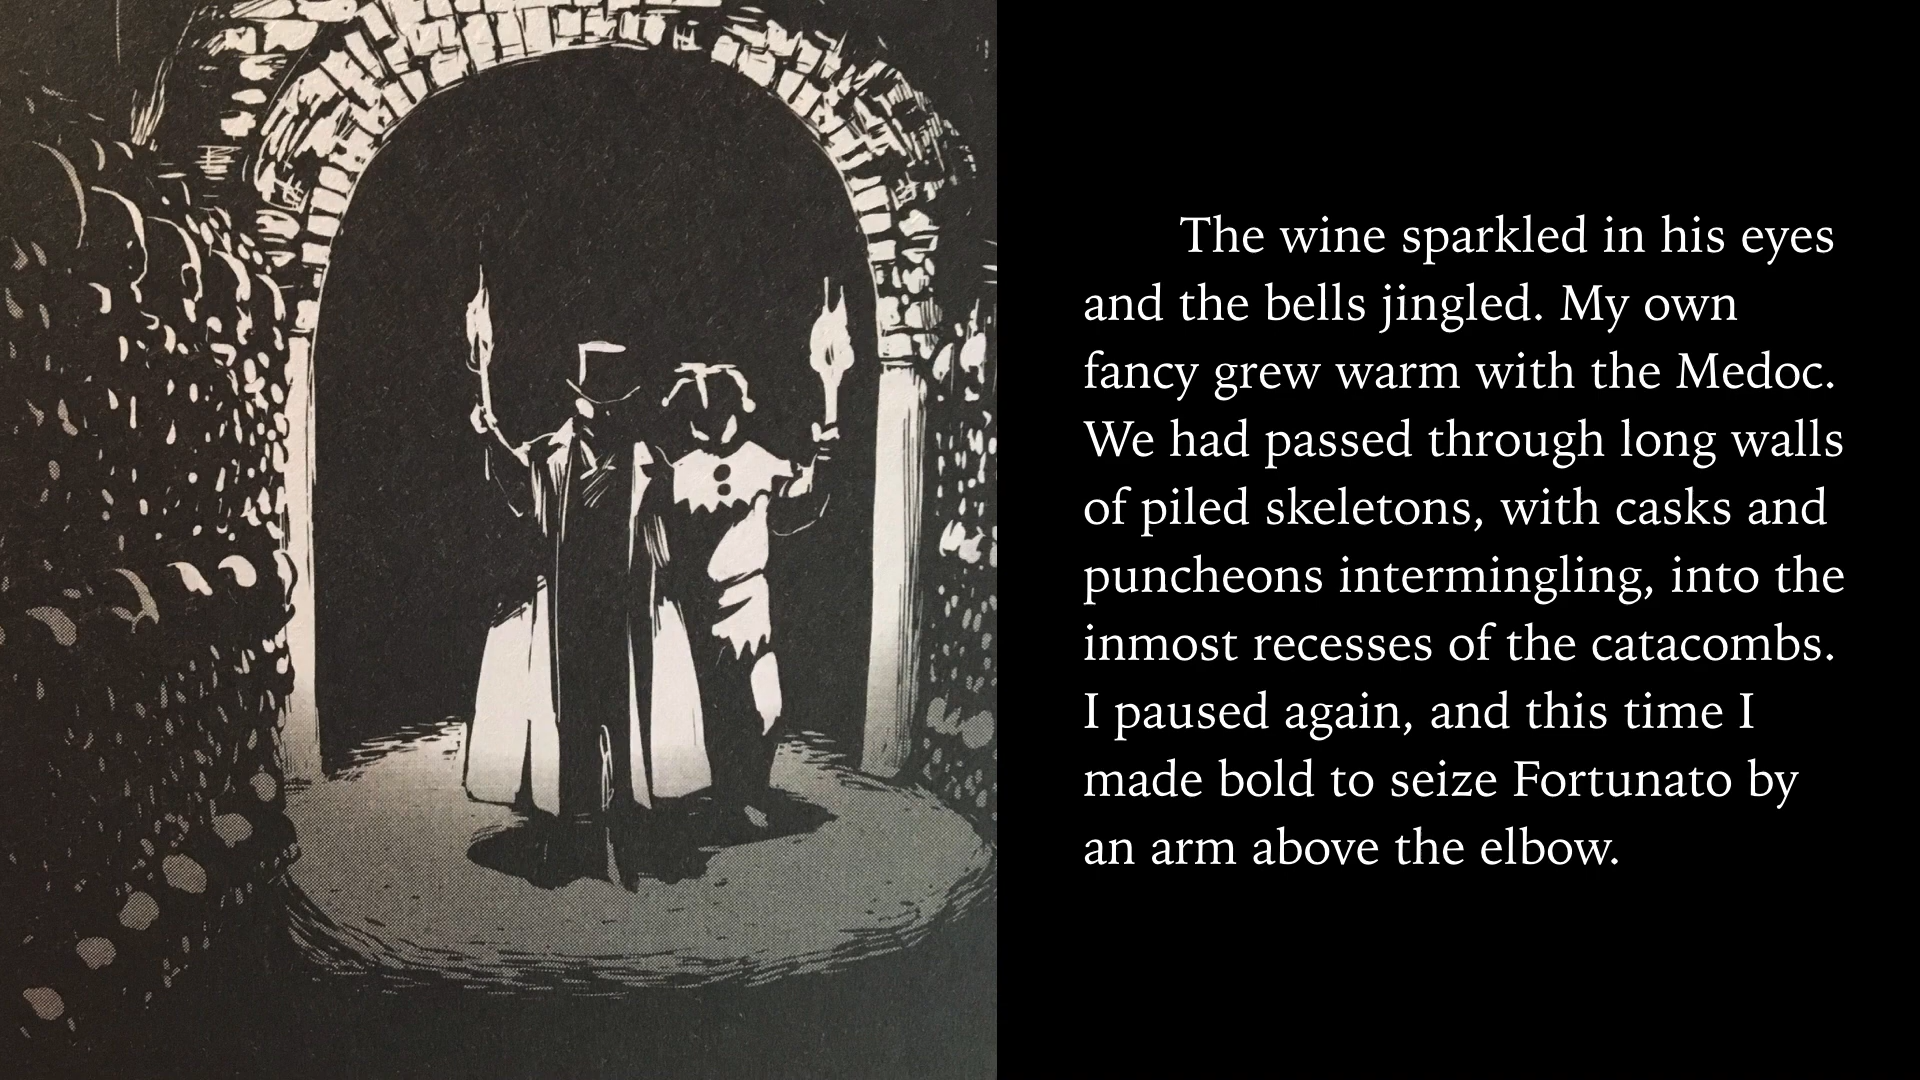 The wine sparkled in his eyes
and the bells jingled. My own
fancy grew warm with the Medoc.
We had passed through long walls
of piled skeletons, with casks and
puncheons intermingling, into the
inmost recesses of the catacombs.
I paused again, and this time I
made bold to seize Fortunato by
an arm above the elbow.